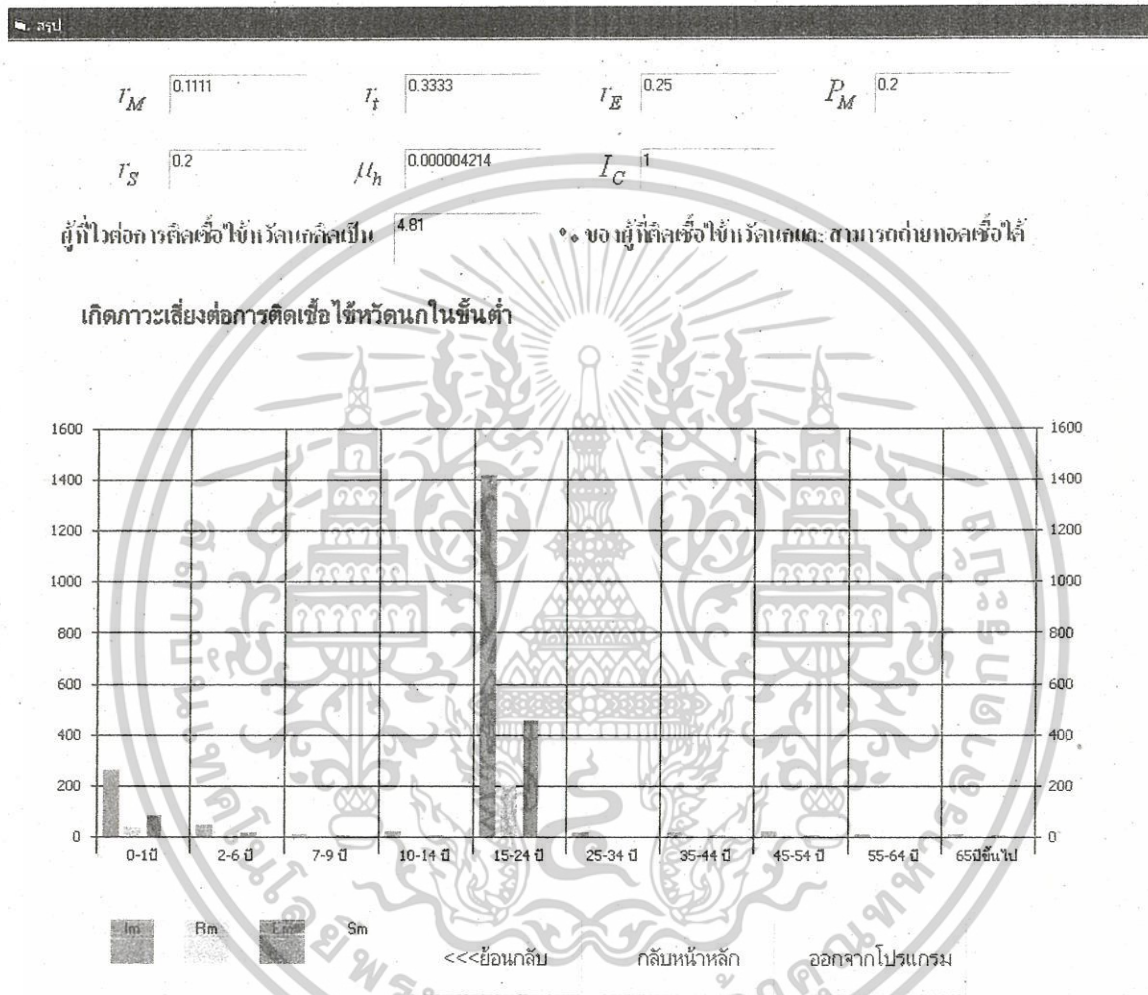 สรุป
r_M 0.1111 r_t 0.3333 r_E 0.25 P_M 0.2
r_S 0.2 μ_h 0.000004214 I_C 1
ผู้ที่ไวต่อการติดเชื้อไข้หวัดนกคิดเป็น 4.81 % ของผู้ที่ติดเชื้อไข้หวัดนกและสามารถถ่ายทอดเชื้อได้
เกิดภาวะเสี่ยงต่อการติดเชื้อไข้หวัดนกในขั้นต่ำ
1600 1600
1400 1400
1200 1200
1000 1000
800 800
600 600
400 400
200 200
0 0
0-1ปี 2-6 ปี 7-9 ปี 10-14 ปี 15-24 ปี 25-34 ปี 35-44 ปี 45-54 ปี 55-64 ปี 65ปีขึ้นไป
Im Rm Em Sm
<<<ย้อนกลับ กลับหน้าหลัก ออกจากโปรแกรม